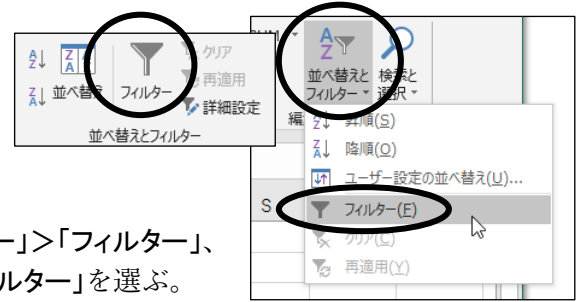 クリア
再適用
並べ替え
フィルター
詳細設定
並べ替えとフィルター
並べ替えと
フィルター
検索と
選択
編
昇順(S)
降順(O)
ユーザー設定の並べ替え(U)...
S
フィルター(F)
クリア(C)
再適用(Y)
ー」＞「フィルター」、
ルター」を選ぶ。